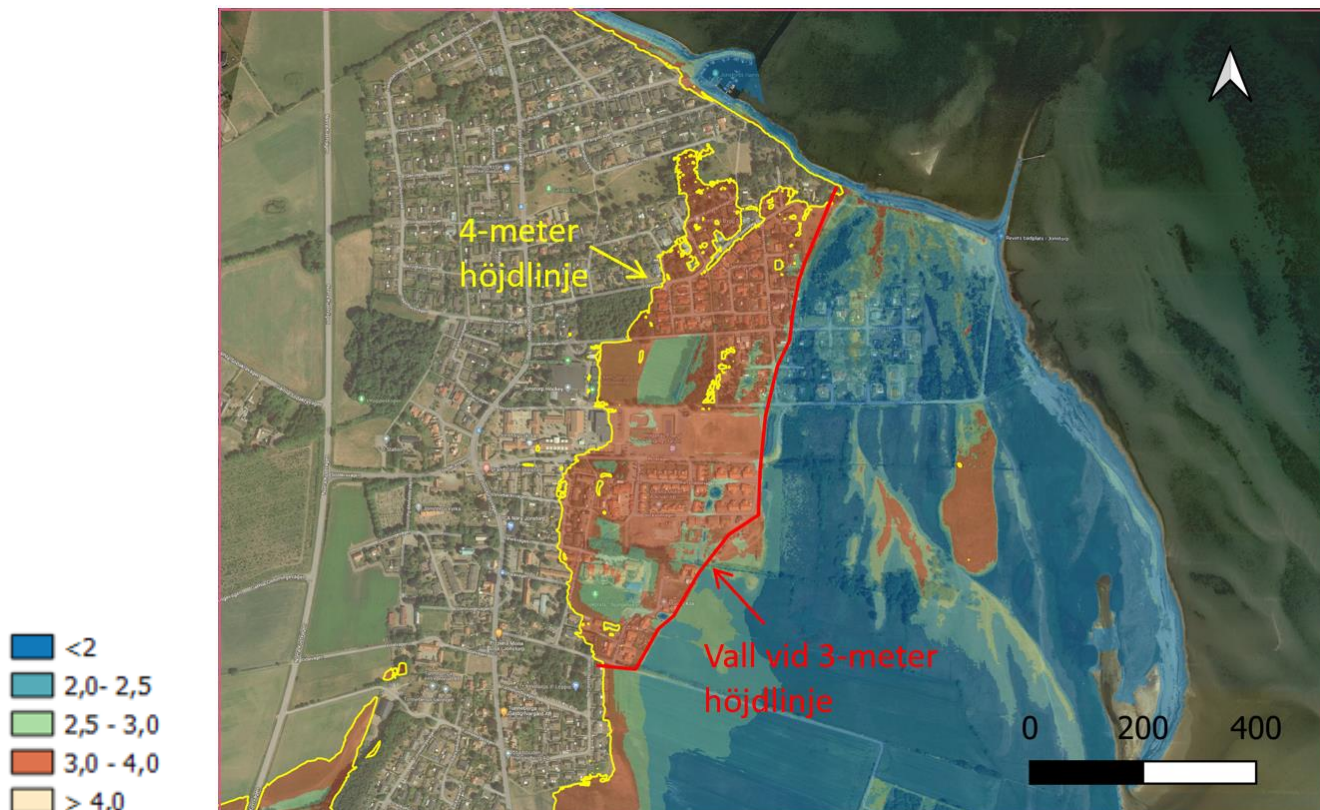 4-meter
höjdlinje
Vall vid 3-meter
höjdlinje
0 200 400
<2
2,0- 2,5
2,5 - 3,0
3,0 - 4,0
> 4,0